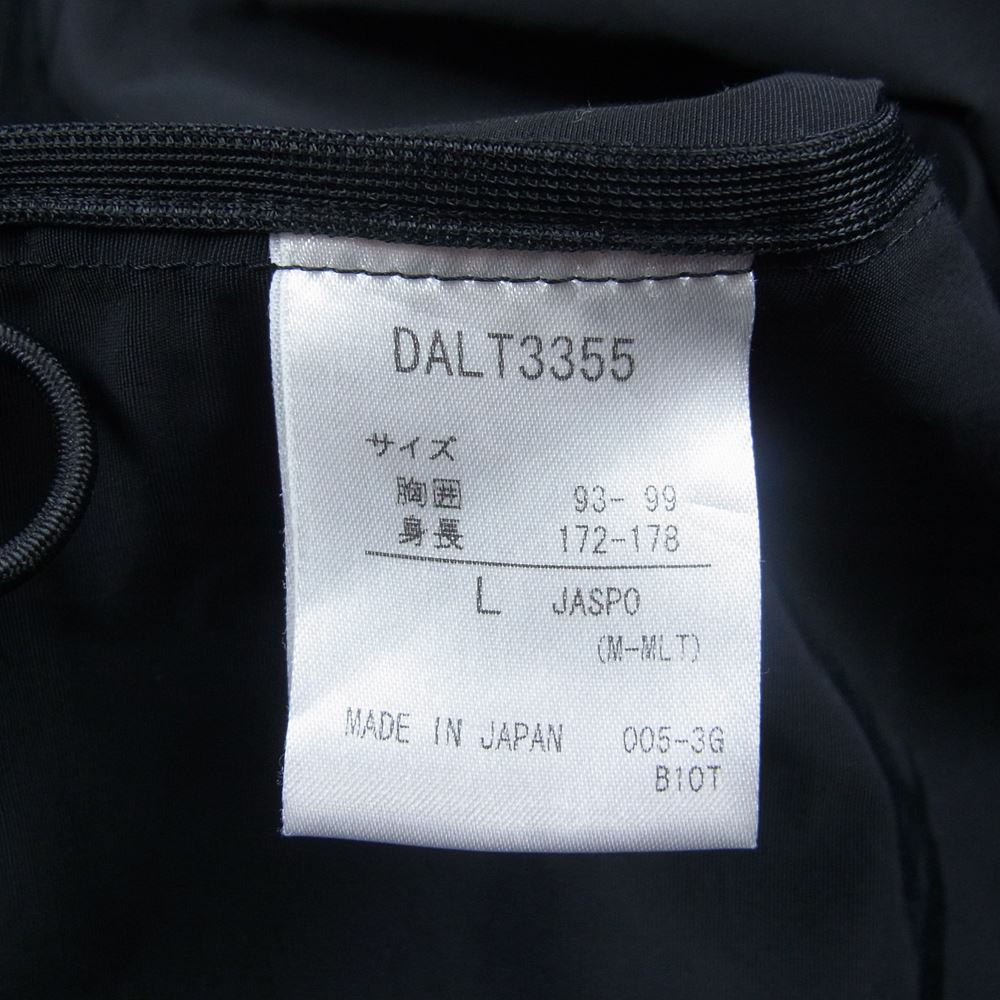 DALT3355
サイズ
胸囲 93- 99
身長 172-178
L JASPO
(M-MLT)
MADE IN JAPAN 005-3G
B10T